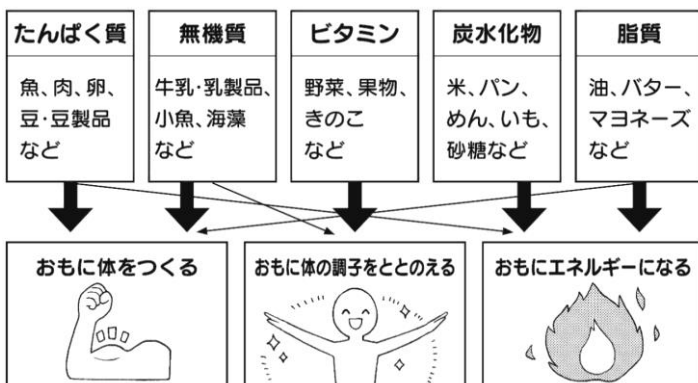 たんぱく質
魚、肉、卵、
豆・豆製品
など
無機質
牛乳・乳製品、
小魚、海藻
など
ビタミン
野菜、果物、
きのこ
など
炭水化物
米、パン、
めん、いも、
砂糖など
脂質
油、バター、
マヨネーズ
など
おもに体をつくる
おもに体の調子をととのえる
おもにエネルギーになる